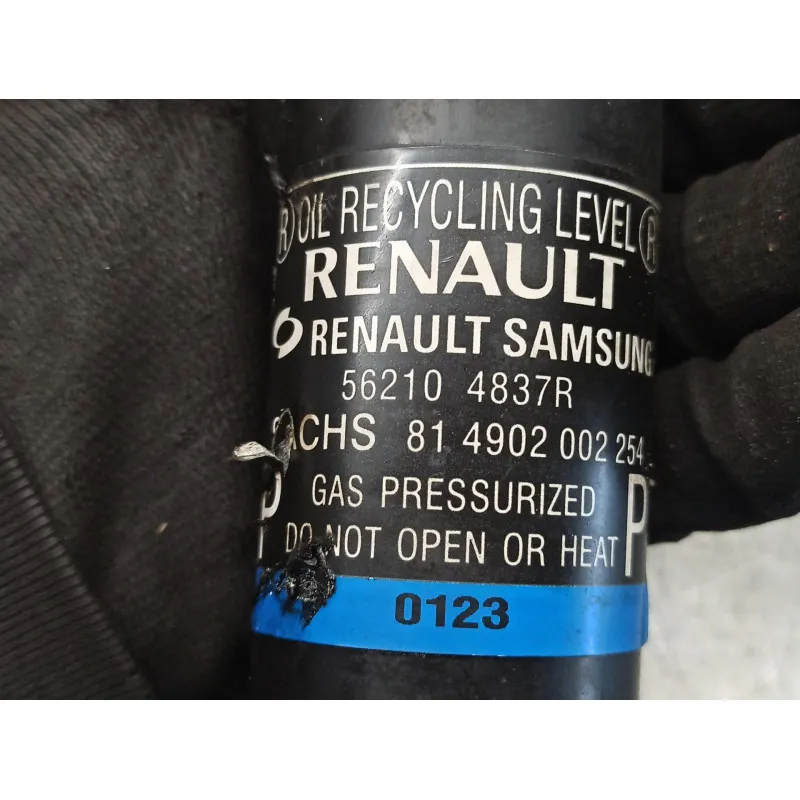 (R) OIL RECYCLING LEVEL (R
RENAULT
RENAULT SAMSUNG
56210 4837R
ACHS 81 4902 002 254
GAS PRESSURIZED
DO NOT OPEN OR HEAT
0123